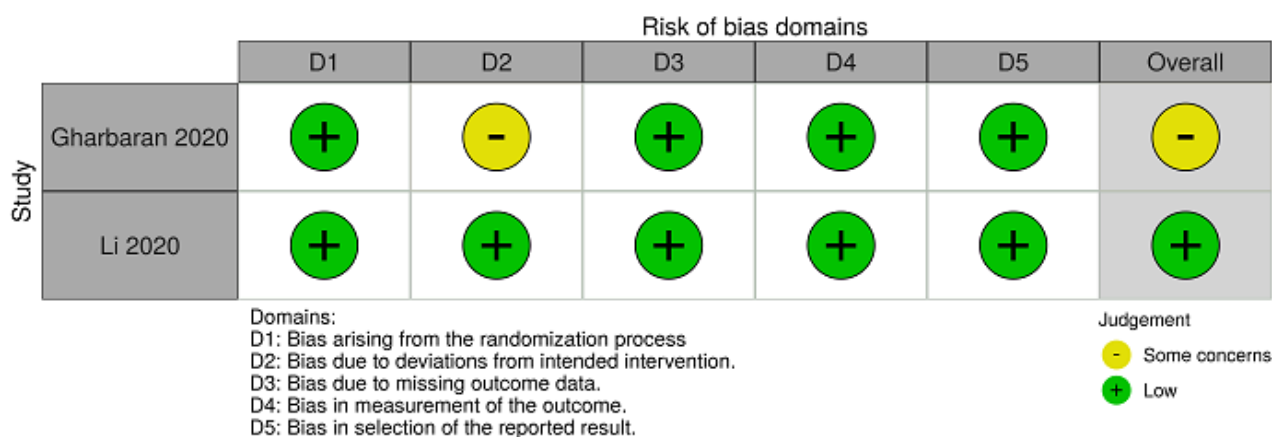 Risk of bias domains
D1 D2 D3 D4 D5 Overall
Study
Gharbaran 2020 + - + + + -
Li 2020 + + + + + +
Domains:
D1: Bias arising from the randomization process
D2: Bias due to deviations from intended intervention.
D3: Bias due to missing outcome data.
D4: Bias in measurement of the outcome.
D5: Bias in selection of the reported result.
Judgement
- Some concerns
+ Low